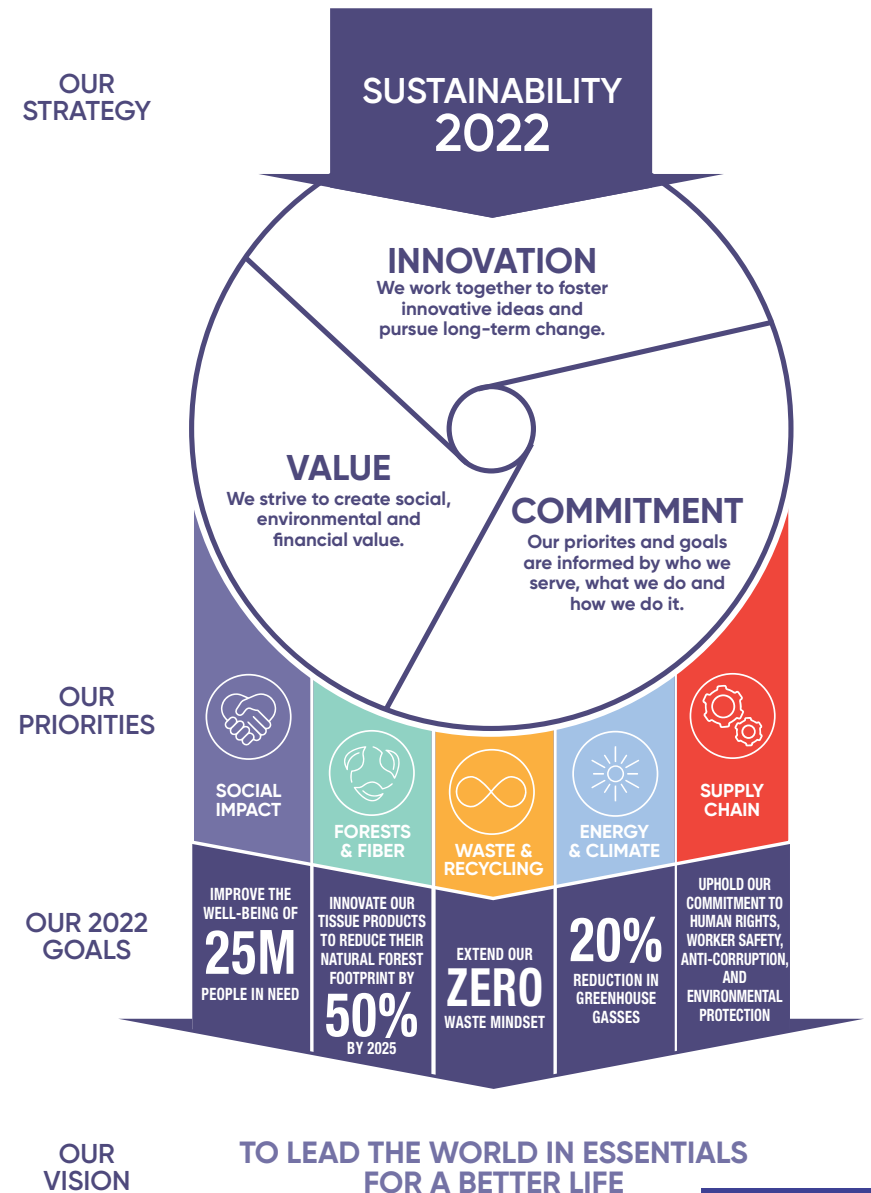 OUR
STRATEGY
SUSTAINABILITY
2022
INNOVATION
We work together to foster
innovative ideas and
pursue long-term change.
VALUE
We strive to create social,
environmental and
financial value.
COMMITMENT
Our priorites and goals
are informed by who we
serve, what we do and
how we do it.
OUR
PRIORITIES
SOCIAL
IMPACT
FORESTS
& FIBER
WASTE &
RECYCLING
ENERGY
& CLIMATE
SUPPLY
CHAIN
OUR 2022
GOALS
IMPROVE THE
WELL-BEING OF
25M
PEOPLE IN NEED
INNOVATE OUR
TISSUE PRODUCTS
TO REDUCE THEIR
NATURAL FOREST
FOOTPRINT BY
50%
BY 2025
EXTEND OUR
ZERO
WASTE MINDSET
20%
REDUCTION IN
GREENHOUSE
GASSES
UPHOLD OUR
COMMITMENT TO
HUMAN RIGHTS,
WORKER SAFETY,
ANTI-CORRUPTION,
AND
ENVIRONMENTAL
PROTECTION
OUR
VISION
TO LEAD THE WORLD IN ESSENTIALS
FOR A BETTER LIFE